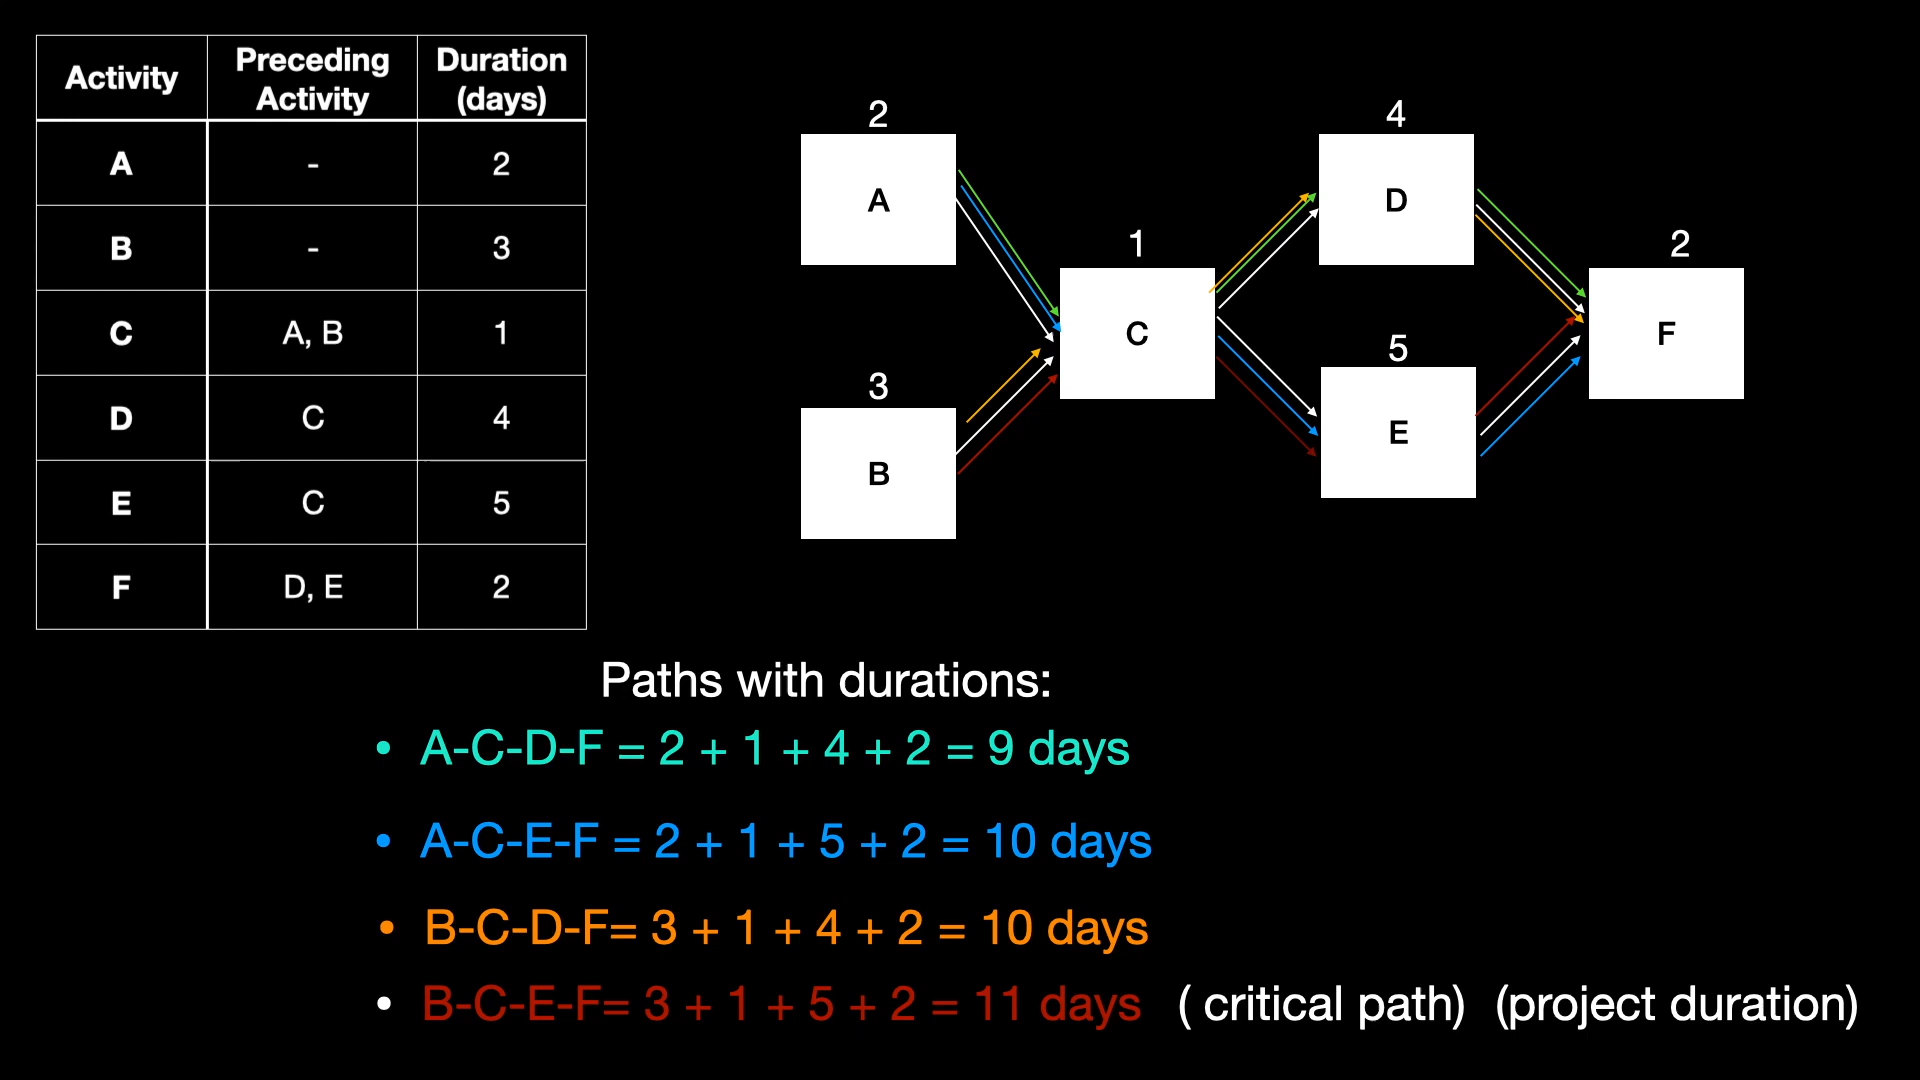 Activity Preceding Activity Duration (days)
A - 2
B - 3
C A, B 1
D C 4
E C 5
F D, E 2
2 4
A D
1 2
C F
3 5
B E
Paths with durations:
• A-C-D-F = 2 + 1 + 4 + 2 = 9 days
• A-C-E-F = 2 + 1 + 5 + 2 = 10 days
• B-C-D-F= 3 + 1 + 4 + 2 = 10 days
• B-C-E-F= 3 + 1 + 5 + 2 = 11 days ( critical path) (project duration)